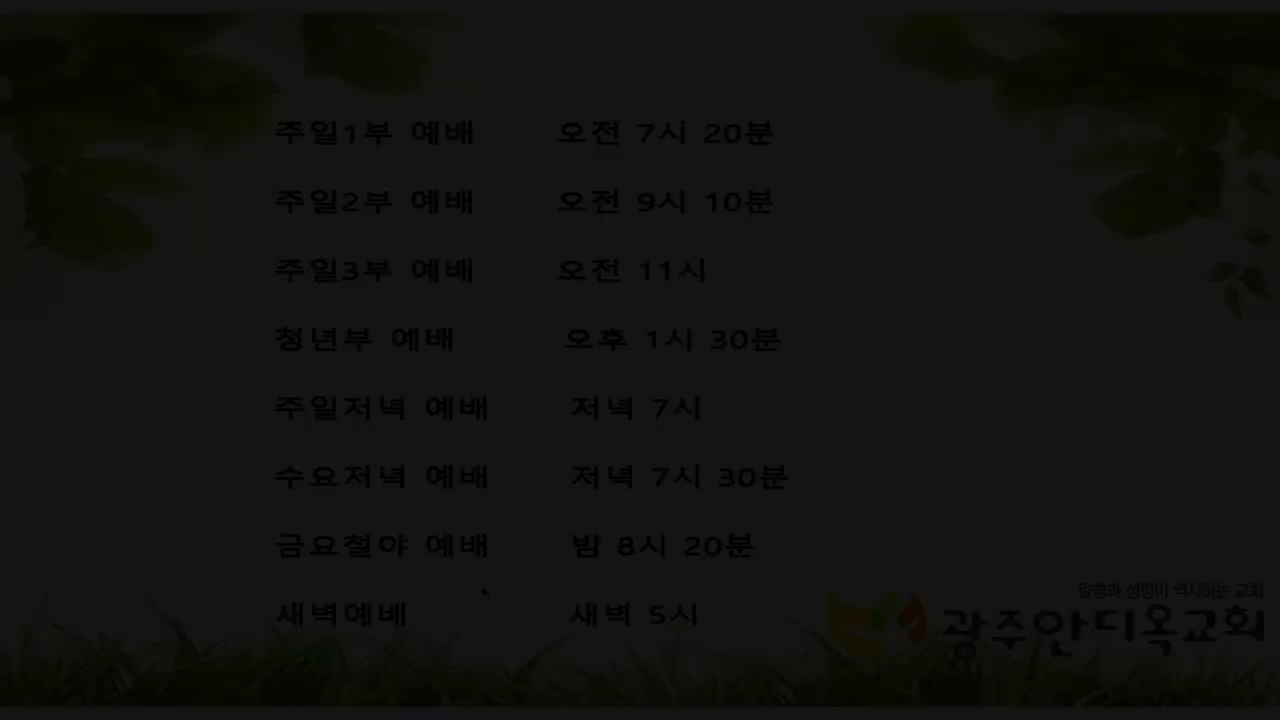 주일1부 예배 오전 7시 20분
주일2부 예배 오전 9시 10분
주일3부 예배 오전 11시
청년부 예배 오후 1시 30분
주일저녁 예배 저녁 7시
수요저녁 예배 저녁 7시 30분
금요철야 예배 밤 8시 20분
새벽예배 새벽 5시
말씀과 성령이 역사하는 교회
광주안디옥교회